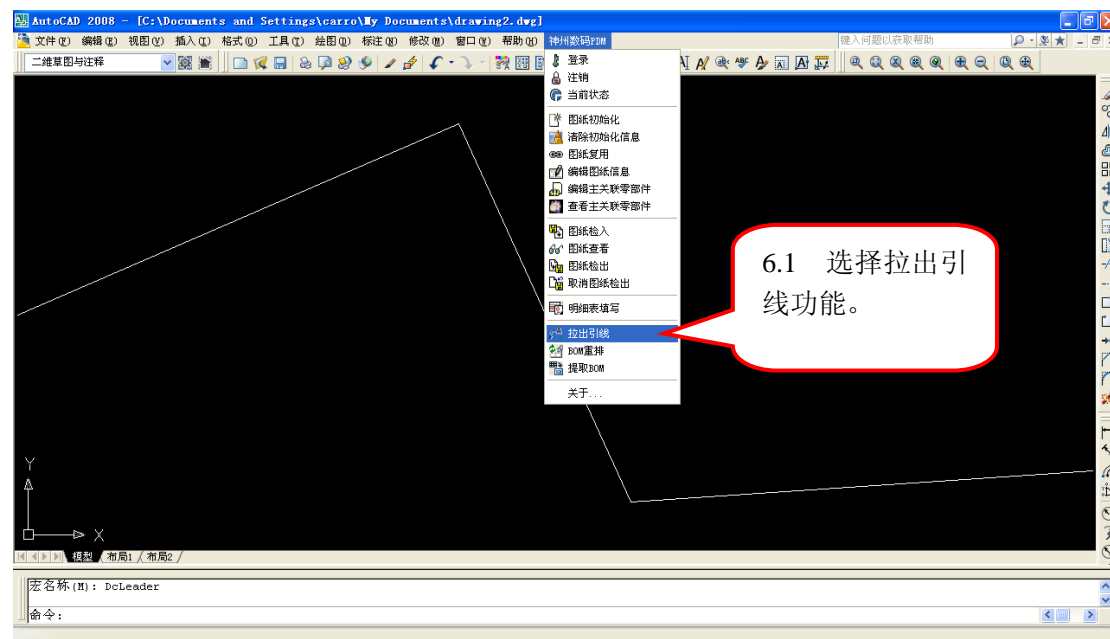 AutoCAD 2008 - [C:\Documents and Settings\carro\My Documents\drawing2.dwg]
文件(F) 编辑(E) 视图(V) 插入(I) 格式(O) 工具(T) 绘图(D) 标注(N) 修改(M) 窗口(W) 帮助(H) 神州数码PDM 键入问题以获取帮助
二维草图与注释
登录
注销
当前状态
图纸初始化
清除初始化信息
图纸复用
编辑图纸信息
编辑主关联零部件
查看主关联零部件
图纸检入
图纸查看
图纸检出
取消图纸检出
明细表填写
拉出引线
BOM重排
提取BOM
关于...
6.1 选择拉出引
线功能。
Y
X
模型 布局1 布局2
宏名称(M): DcLeader
命令: